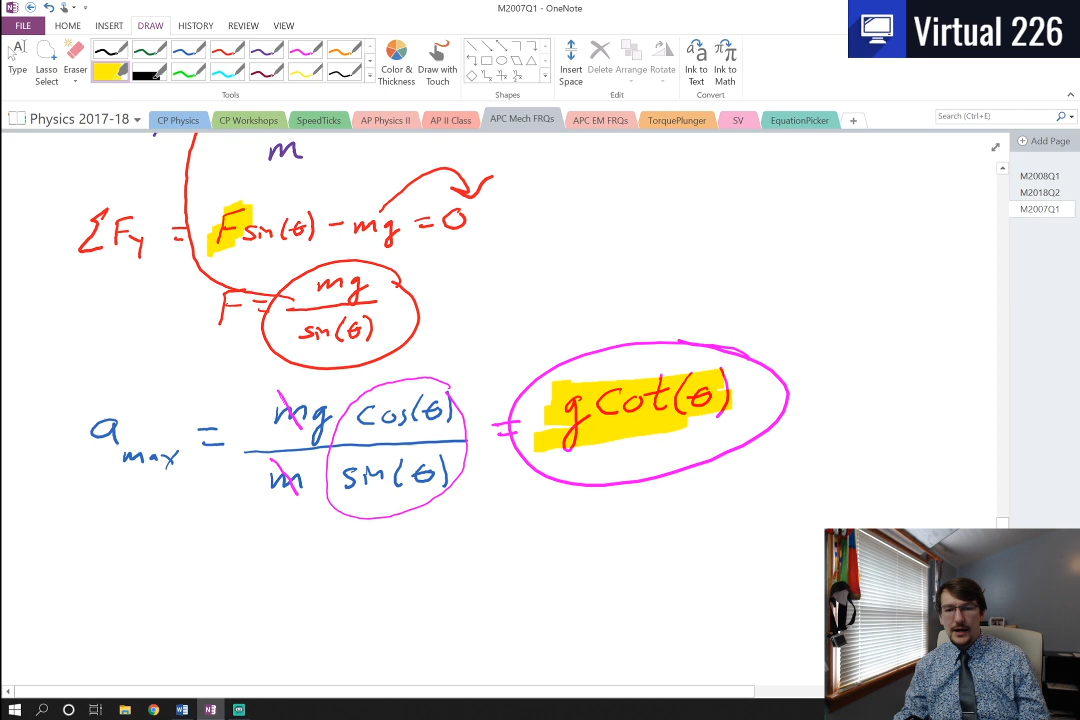 M2007Q1 - OneNote
FILE HOME INSERT DRAW HISTORY REVIEW VIEW
Virtual 226
Type Lasso Select Eraser Color & Thickness Draw with Touch Insert Space Delete Arrange Rotate Ink to Text Ink to Math
Tools Shapes Edit Convert
Physics 2017-18 CP Physics CP Workshops SpeedTicks AP Physics II AP II Class APC Mech FRQs APC EM FRQs TorquePlunger SV EquationPicker Search (Ctrl+E)
Add Page
M2008Q1
M2018Q2
M2007Q1
m
ΣF_y = F sin(θ) - mg = 0
F = mg / sin(θ)
a_max = mg cos(θ) / m sin(θ) = g cot(θ)